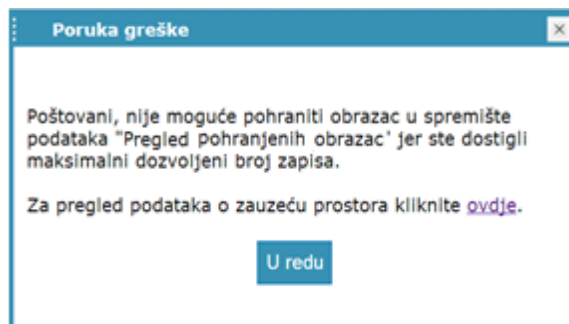 Poruka greške
Poštovani, nije moguće pohraniti obrazac u spremište
podataka "Pregled pohranjenih obrazac' jer ste dostigli
maksimalni dozvoljeni broj zapisa.
Za pregled podataka o zauzeću prostora kliknite ovdje.
U redu